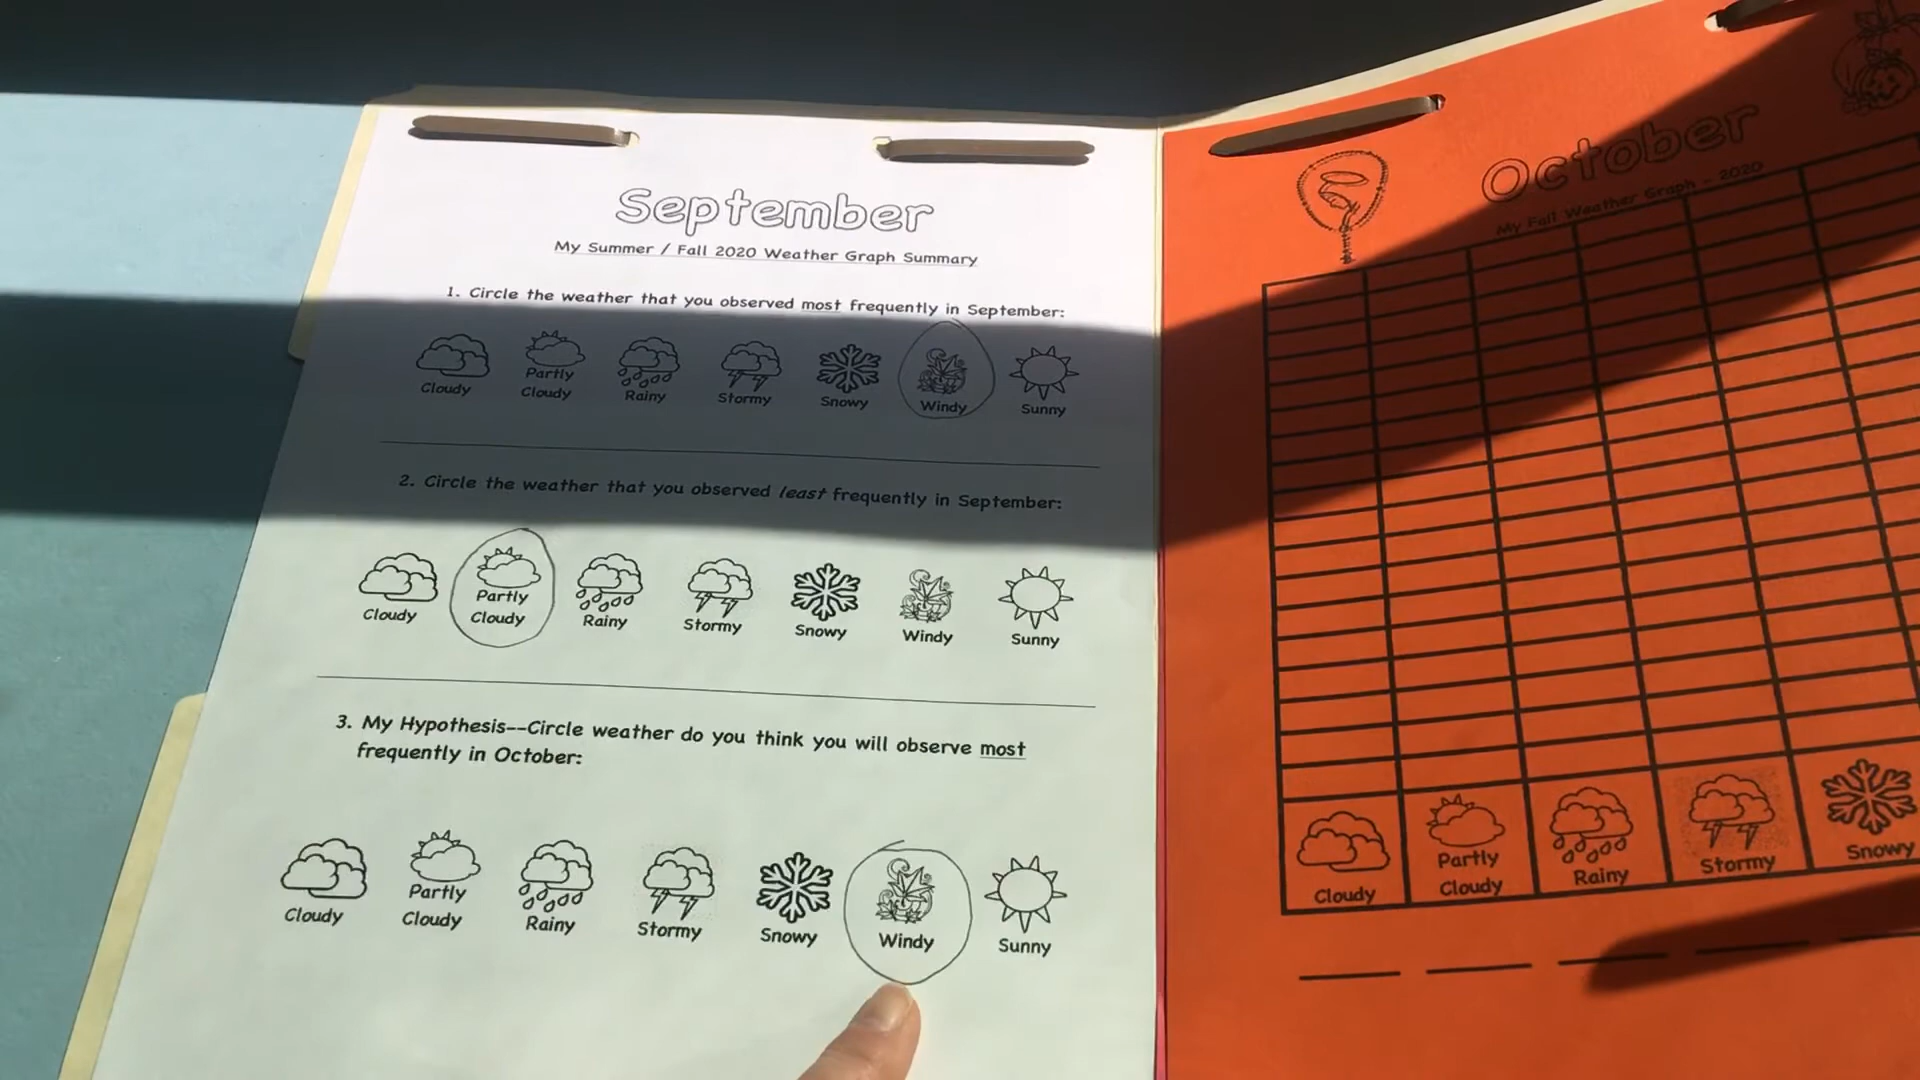 September
My Summer / Fall 2020 Weather Graph Summary
1. Circle the weather that you observed most frequently in September:
Cloudy
Partly
Cloudy
Rainy
Stormy
Snowy
Windy
Sunny
2. Circle the weather that you observed least frequently in September:
Cloudy
Partly
Cloudy
Rainy
Stormy
Snowy
Windy
Sunny
3. My Hypothesis--Circle weather do you think you will observe most
frequently in October:
Cloudy
Partly
Cloudy
Rainy
Stormy
Snowy
Windy
Sunny
October
My Fall Weather Graph - 2020
Cloudy
Partly
Cloudy
Rainy
Stormy
Snowy